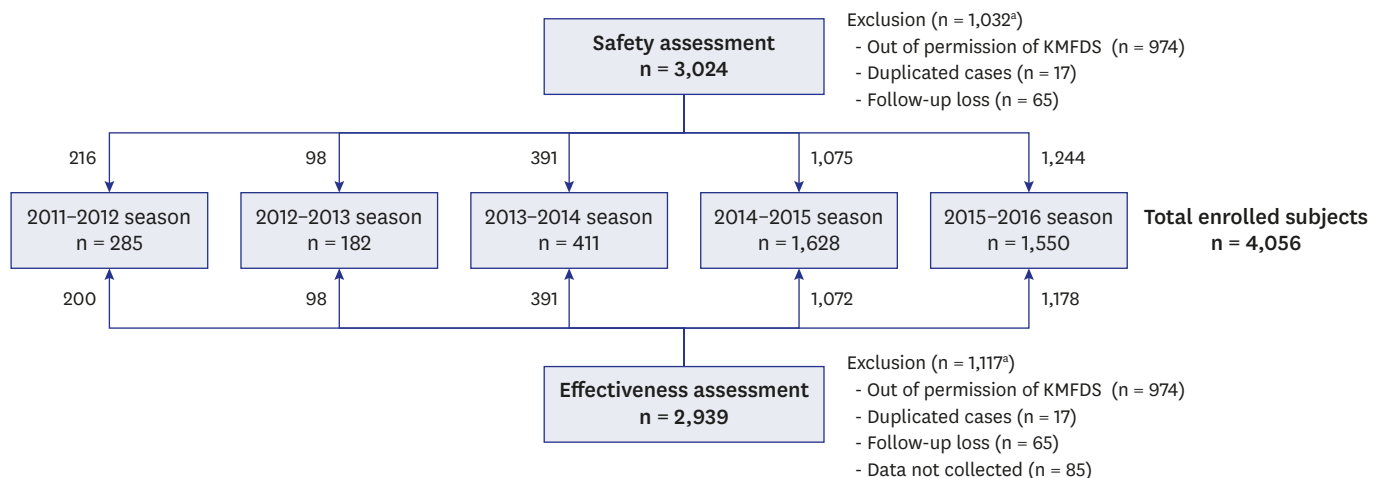 Safety assessment
n = 3,024
Exclusion (n = 1,032ᵃ)
- Out of permission of KMFDS (n = 974)
- Duplicated cases (n = 17)
- Follow-up loss (n = 65)
216
98
391
1,075
1,244
2011–2012 season
n = 285
2012–2013 season
n = 182
2013–2014 season
n = 411
2014–2015 season
n = 1,628
2015–2016 season
n = 1,550
Total enrolled subjects
n = 4,056
200
98
391
1,072
1,178
Effectiveness assessment
n = 2,939
Exclusion (n = 1,117ᵃ)
- Out of permission of KMFDS (n = 974)
- Duplicated cases (n = 17)
- Follow-up loss (n = 65)
- Data not collected (n = 85)